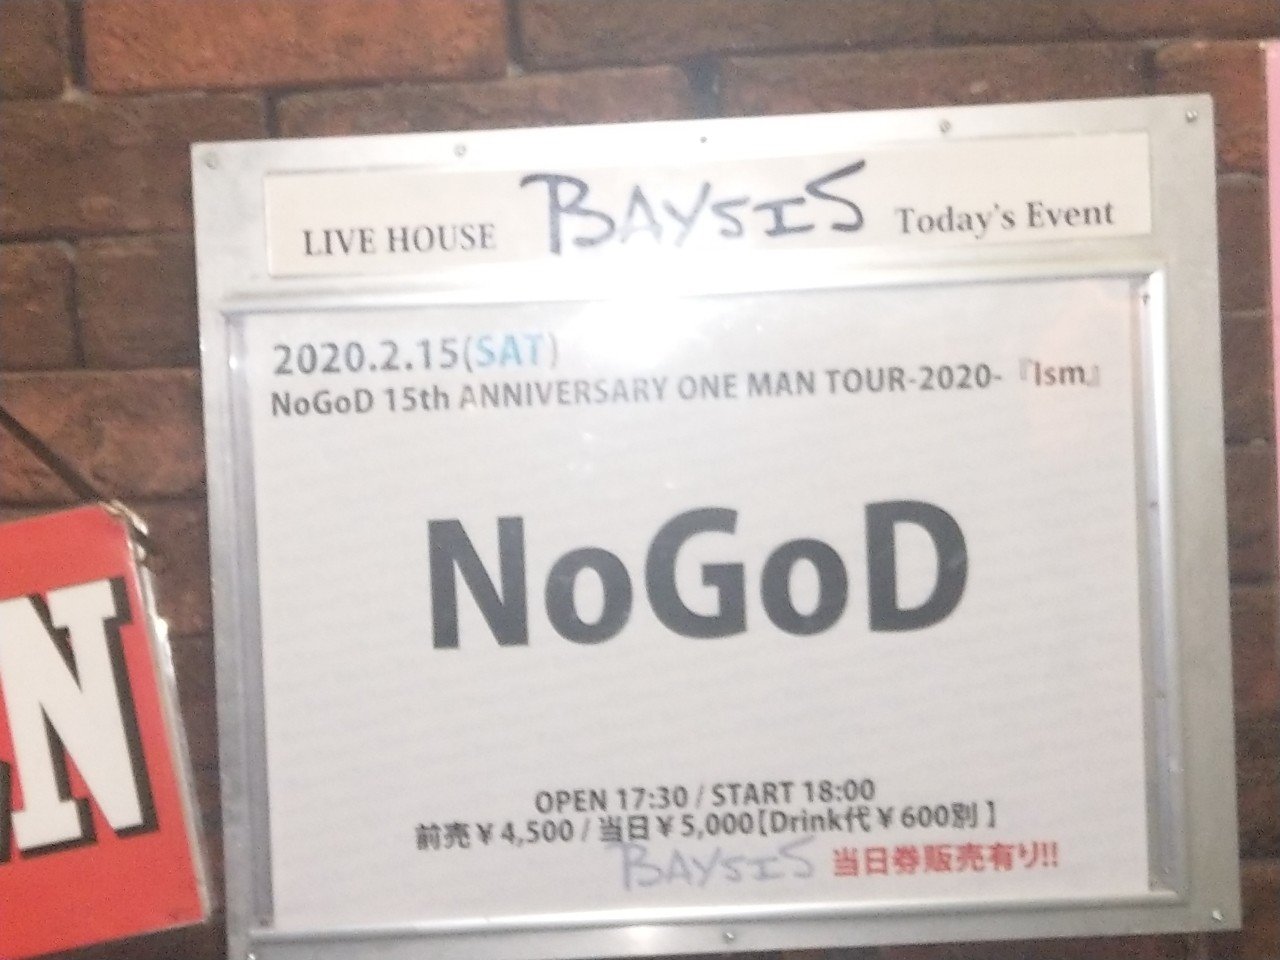 LIVE HOUSE BAYSIS Today's Event
2020.2.15(SAT)
NoGoD 15th ANNIVERSARY ONE MAN TOUR-2020-『Ism』
NoGoD
OPEN 17:30 / START 18:00
前売￥4,500 / 当日￥5,000【Drink代￥600別】
BAYSIS 当日券販売有り!!
N